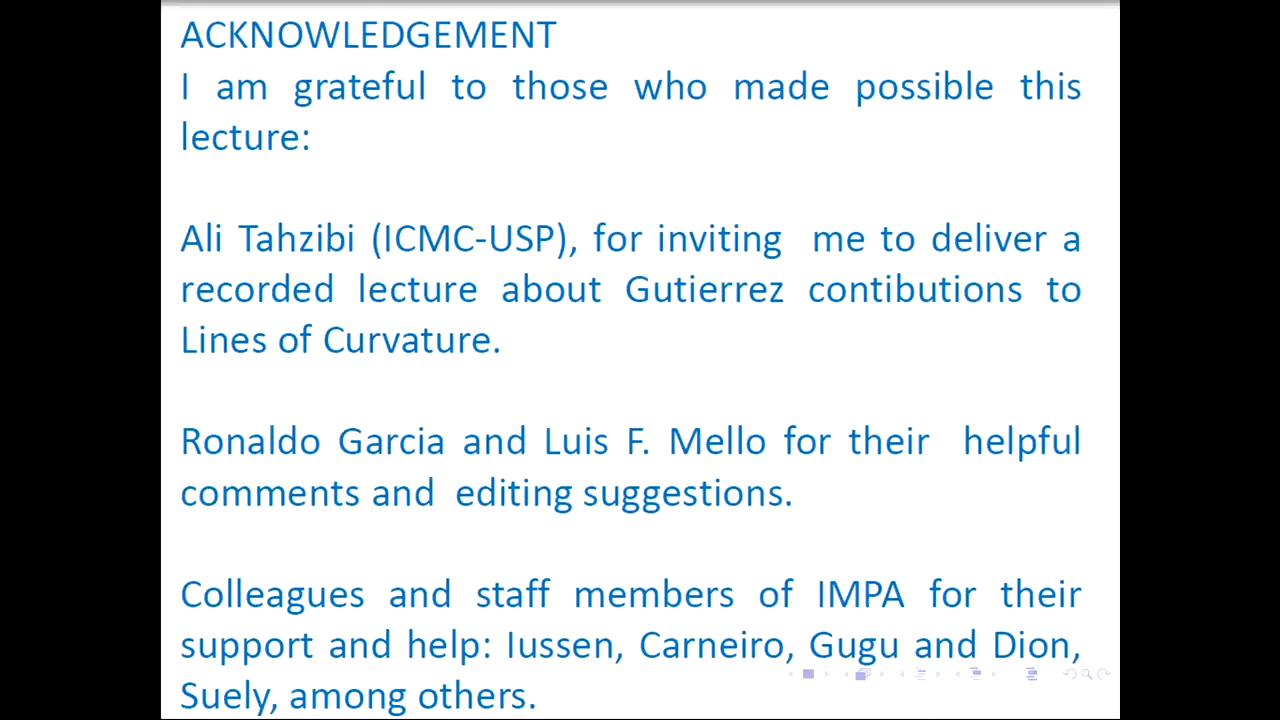 ACKNOWLEDGEMENT
I am grateful to those who made possible this
lecture:
Ali Tahzibi (ICMC-USP), for inviting me to deliver a
recorded lecture about Gutierrez contibutions to
Lines of Curvature.
Ronaldo Garcia and Luis F. Mello for their helpful
comments and editing suggestions.
Colleagues and staff members of IMPA for their
support and help: Iussen, Carneiro, Gugu and Dion,
Suely, among others.